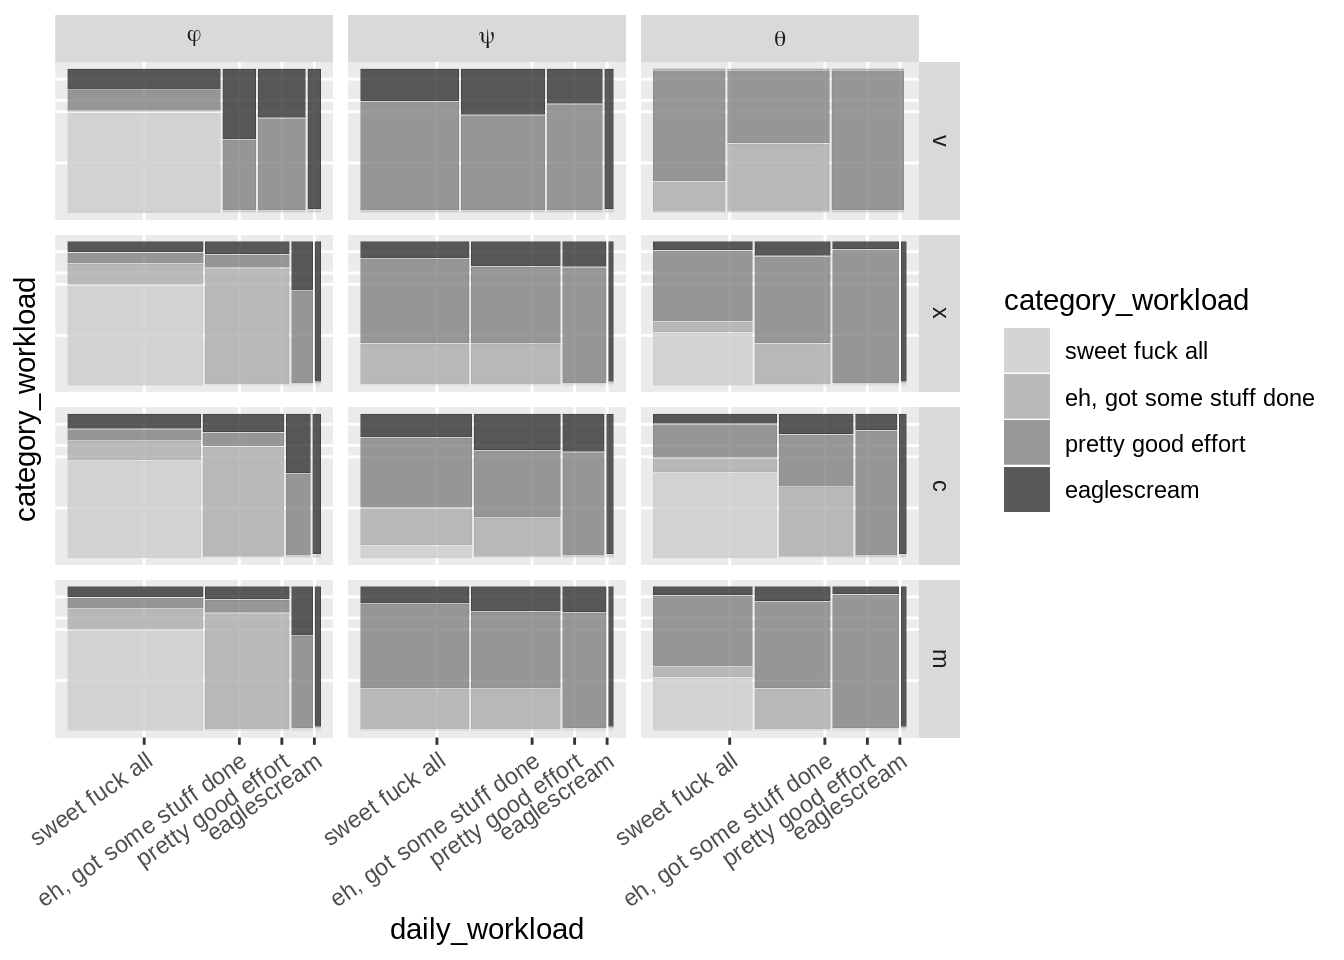 φ
ψ
θ
v
x
c
m
category_workload
category_workload
sweet fuck all
eh, got some stuff done
pretty good effort
eaglescream
sweet fuck all
eh, got some stuff done
pretty good effort
eaglescream
sweet fuck all
eh, got some stuff done
pretty good effort
eaglescream
sweet fuck all
eh, got some stuff done
pretty good effort
eaglescream
daily_workload